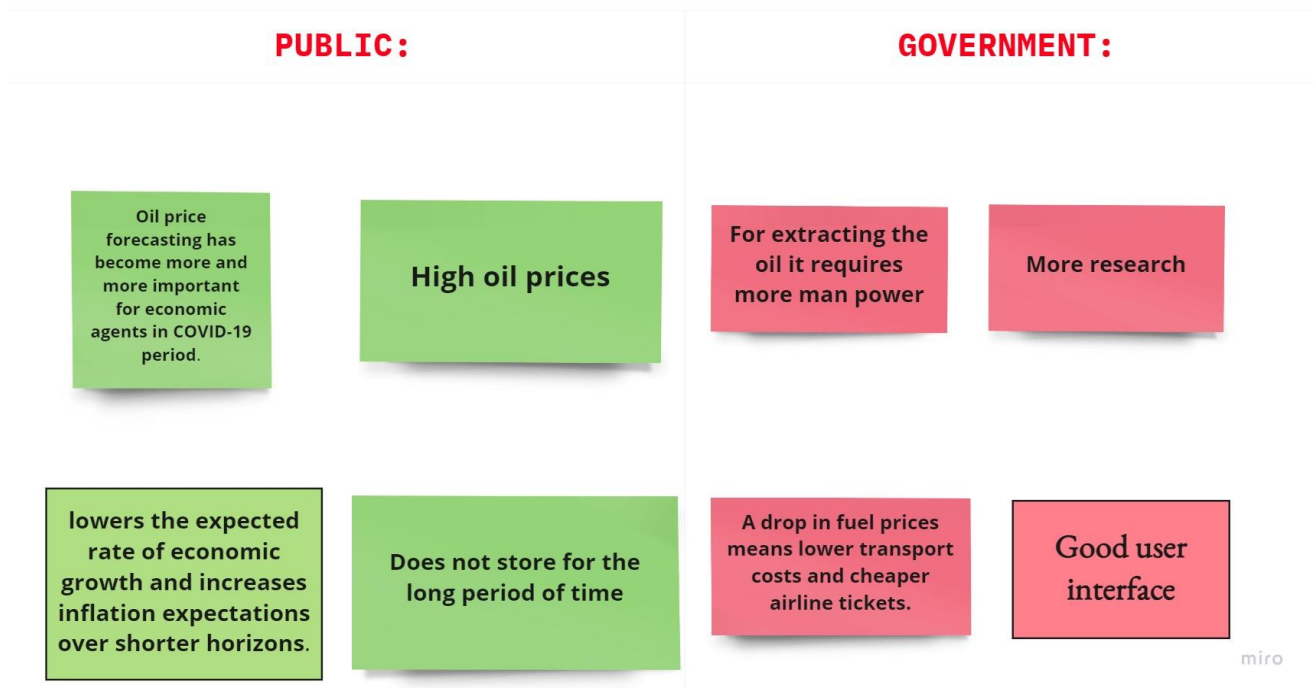 PUBLIC:
GOVERNMENT:
Oil price
forecasting has
become more and
more important
for economic
agents in COVID-19
period.
High oil prices
For extracting the
oil it requires
more man power
More research
lowers the expected
rate of economic
growth and increases
inflation expectations
over shorter horizons.
Does not store for the
long period of time
A drop in fuel prices
means lower transport
costs and cheaper
airline tickets.
Good user
interface
miro